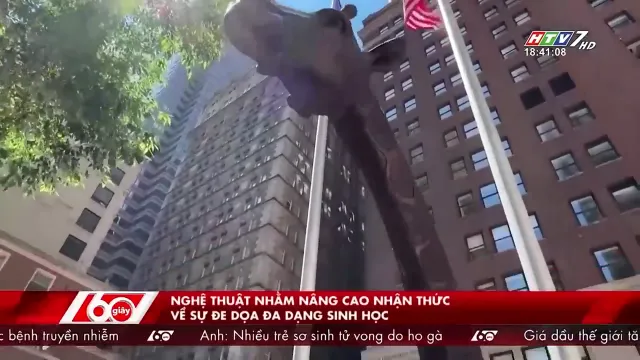 HTV7 HD
18:41:08
60 giây
NGHỆ THUẬT NHẰM NÂNG CAO NHẬN THỨC
VỀ SỰ ĐE DỌA ĐA DẠNG SINH HỌC
c bệnh truyền nhiễm Anh: Nhiều trẻ sơ sinh tử vong do ho gà Giá dầu thế giới t